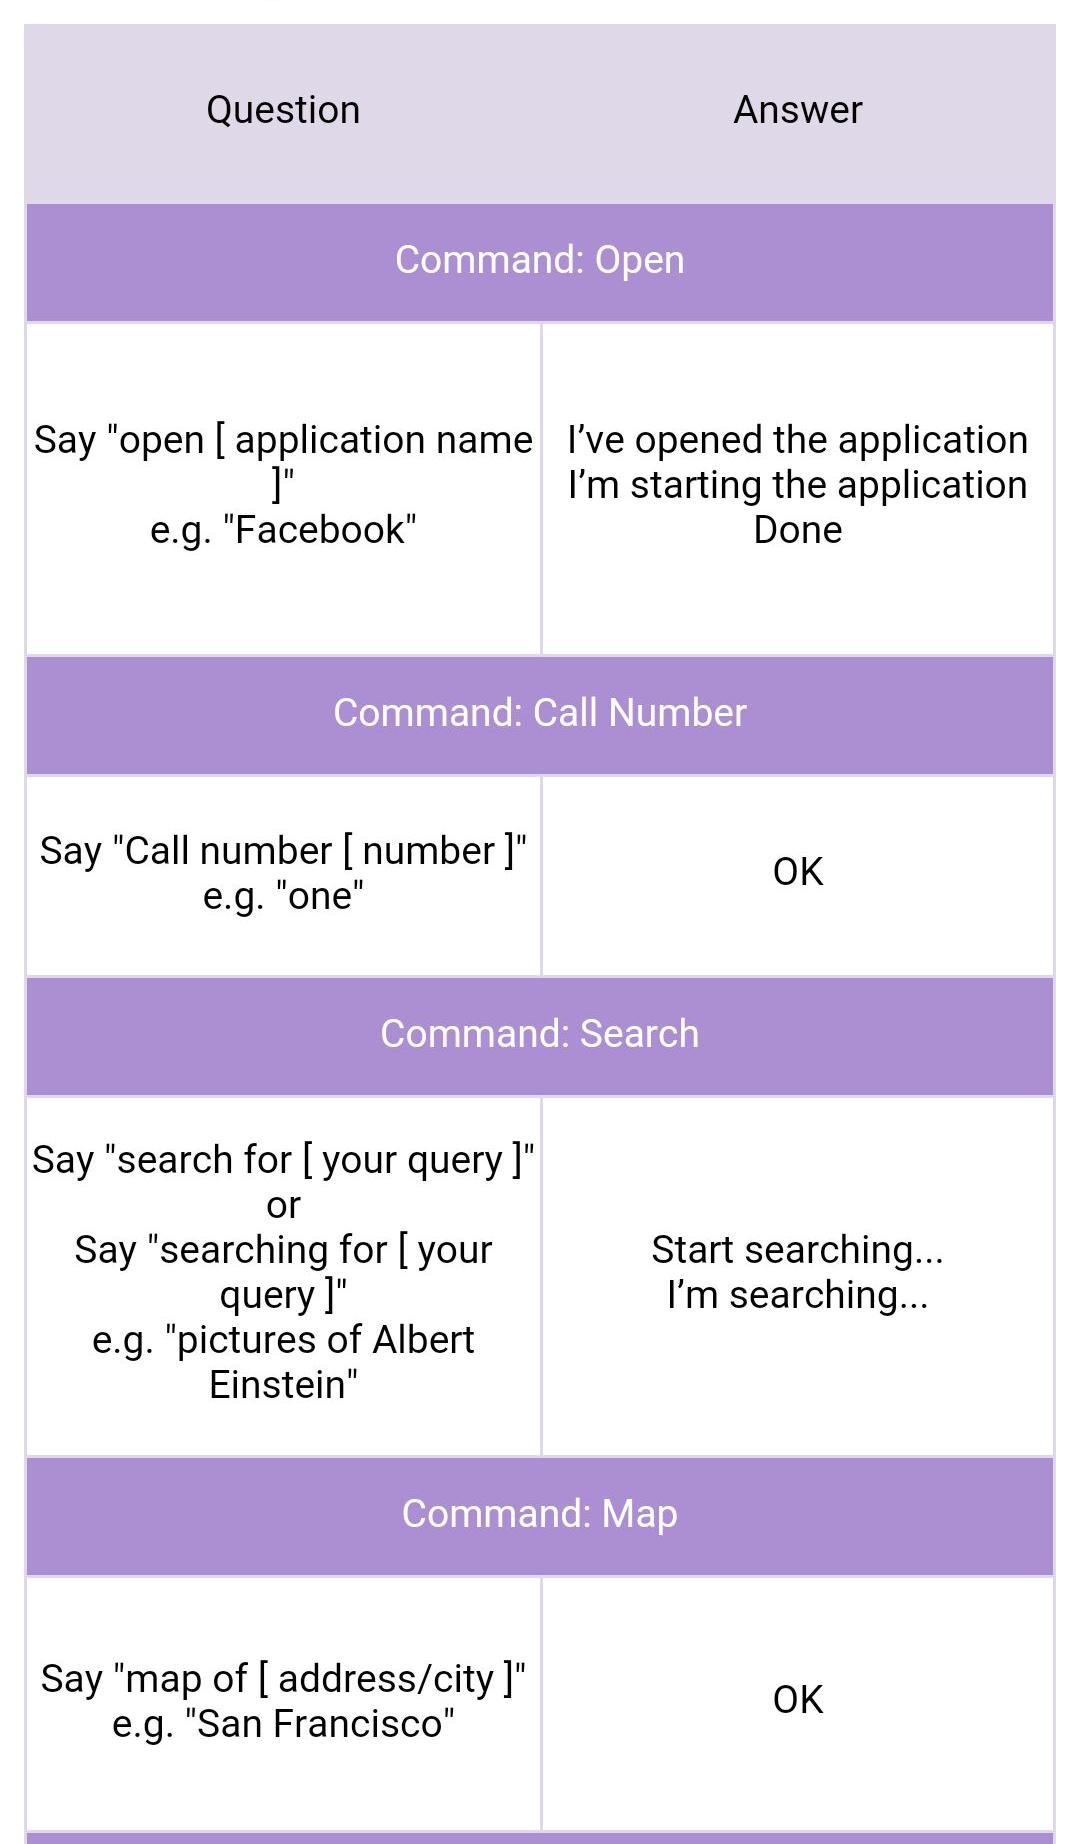 Question
Answer
Command: Open
Say "open [ application name
]"
e.g. "Facebook"
I’ve opened the application
I’m starting the application
Done
Command: Call Number
Say "Call number [ number ]"
e.g. "one"
OK
Command: Search
Say "search for [ your query ]"
or
Say "searching for [ your
query ]"
e.g. "pictures of Albert
Einstein"
Start searching...
I’m searching...
Command: Map
Say "map of [ address/city ]"
e.g. "San Francisco"
OK